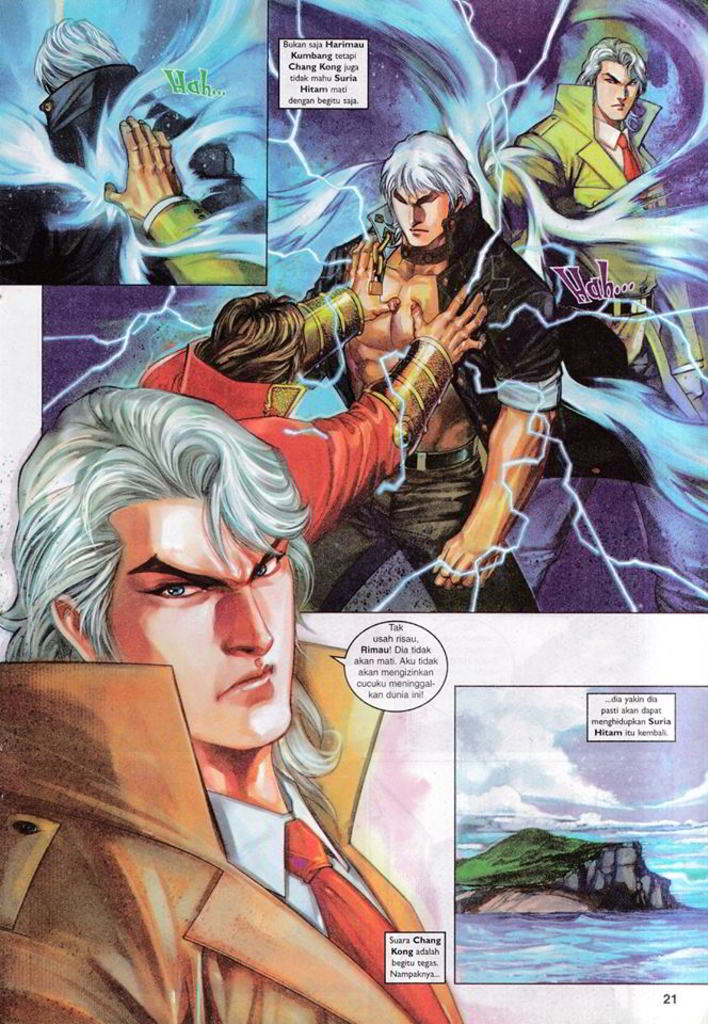 Hah...
Bukan saja Harimau
Kumbang tetapi
Chang Kong juga
tidak mahu Suria
Hitam mati
dengan begitu saja.
Hah...
Tak
usah risau,
Rimau! Dia tidak
akan mati. Aku tidak
akan mengizinkan
cucuku meninggal-
kan dunia ini!
Suara Chang
Kong adalah
begitu tegas.
Nampaknya...
...dia yakin dia
pasti akan dapat
menghidupkan Suria
Hitam itu kembali.
21